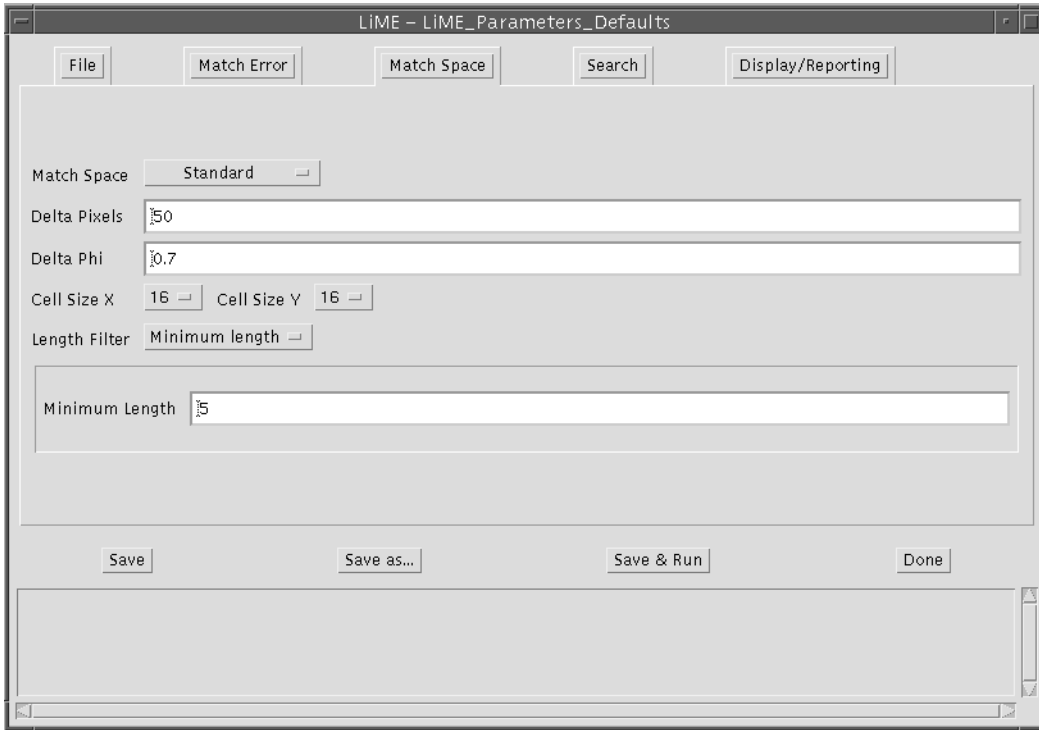 LiME – LiME_Parameters_Defaults
File Match Error Match Space Search Display/Reporting
Match Space Standard
Delta Pixels 50
Delta Phi 0.7
Cell Size X 16 Cell Size Y 16
Length Filter Minimum length
Minimum Length 5
Save Save as... Save & Run Done